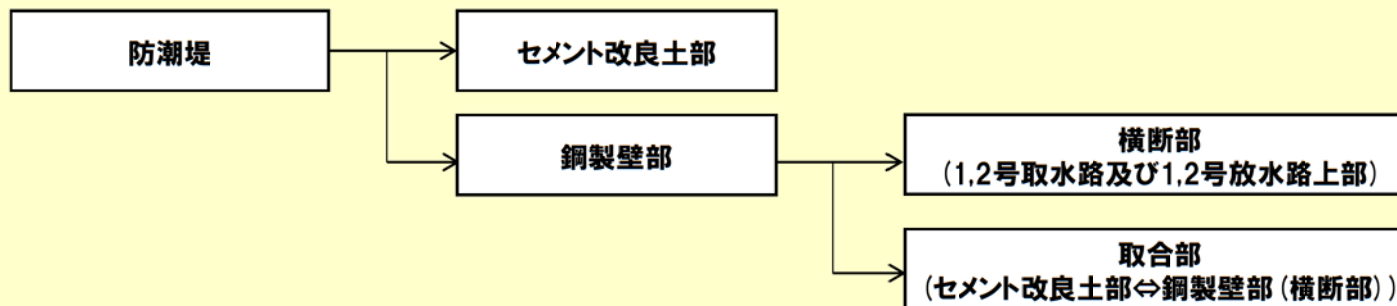 防潮堤
セメント改良土部
鋼製壁部
横断部
(1,2号取水路及び1,2号放水路上部)
取合部
(セメント改良土部⇔鋼製壁部(横断部))